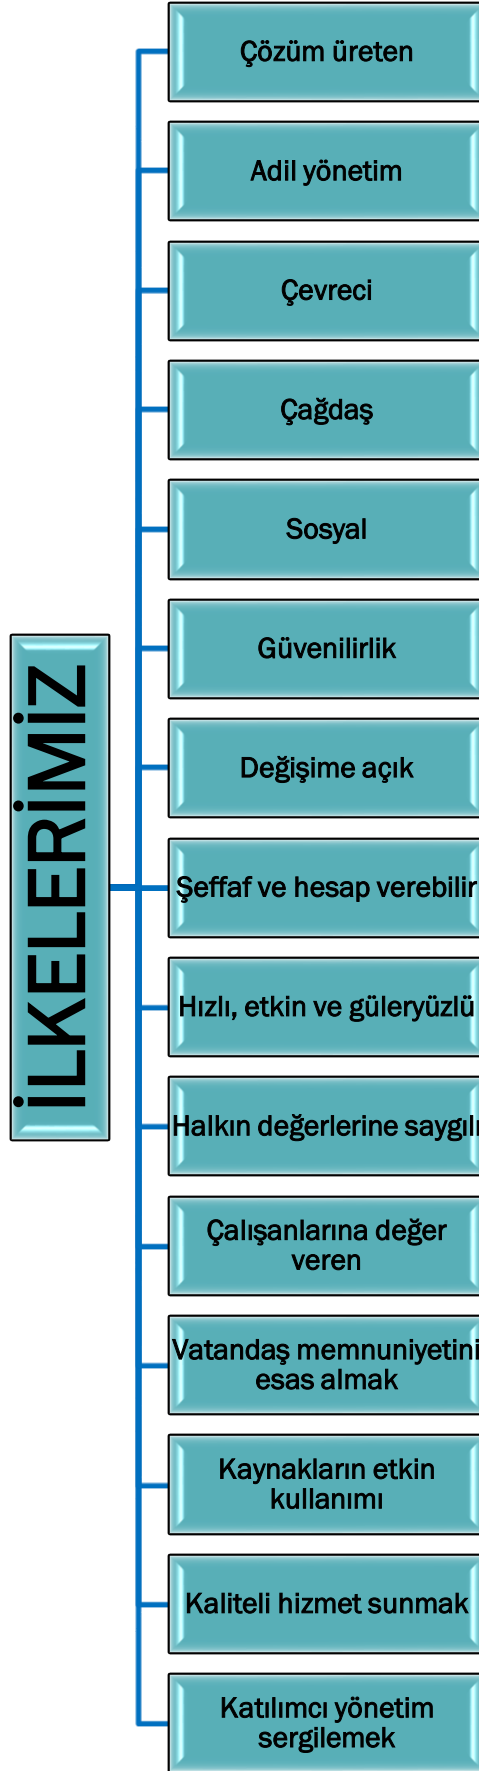 İLKELERİMİZ
Çözüm üreten
Adil yönetim
Çevreci
Çağdaş
Sosyal
Güvenilirlik
Değişime açık
Şeffaf ve hesap verebilir
Hızlı, etkin ve güleryüzlü
Halkın değerlerine saygılı
Çalışanlarına değer
veren
Vatandaş memnuniyetini
esas almak
Kaynakların etkin
kullanımı
Kaliteli hizmet sunmak
Katılımcı yönetim
sergilemek